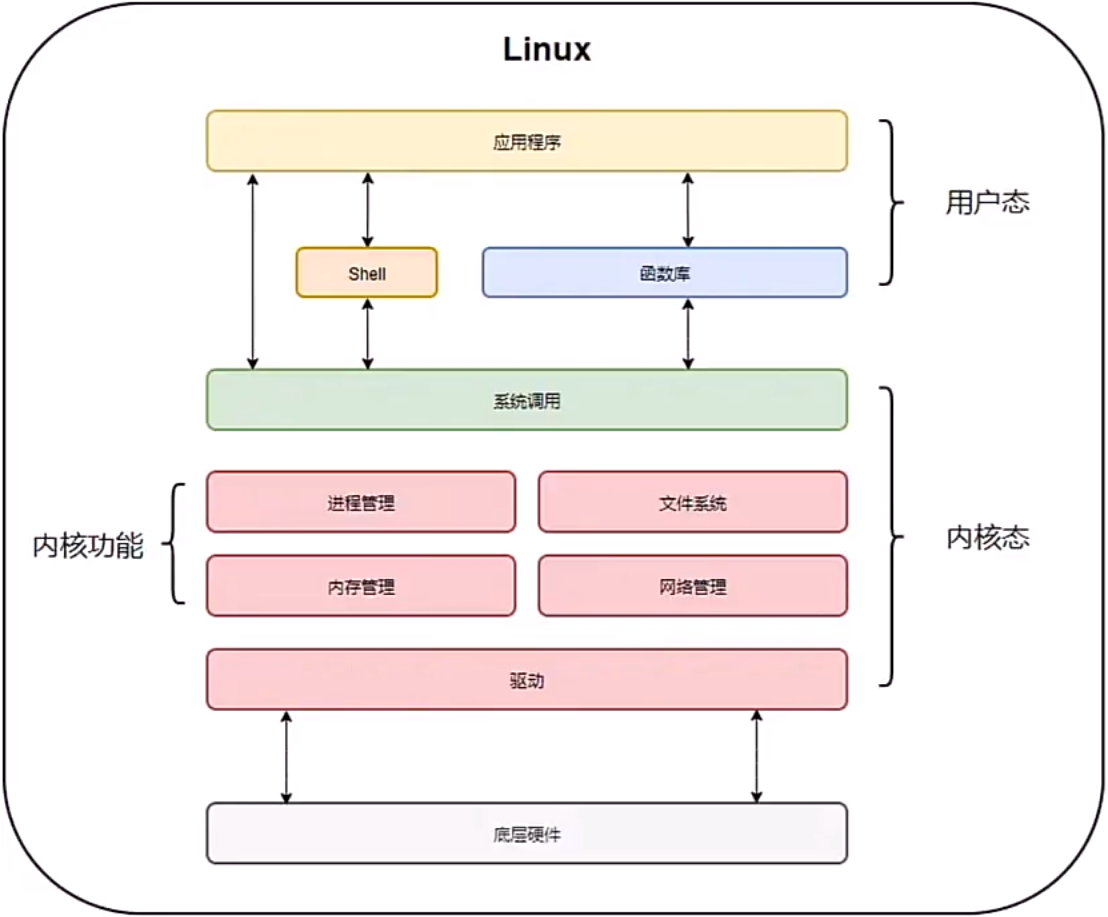 Linux
应用程序
用户态
Shell
函数库
系统调用
进程管理
文件系统
内核功能
内核态
内存管理
网络管理
驱动
底层硬件